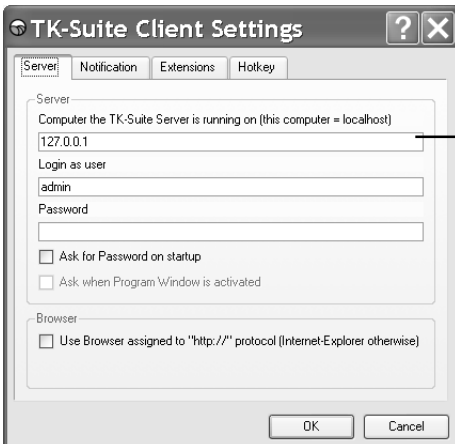 TK-Suite Client Settings
Server Notification Extensions Hotkey
Server
Computer the TK-Suite Server is running on (this computer = localhost)
127.0.0.1
Login as user
admin
Password
Ask for Password on startup
Ask when Program Window is activated
Browser
Use Browser assigned to "http://" protocol (Internet-Explorer otherwise)
OK Cancel